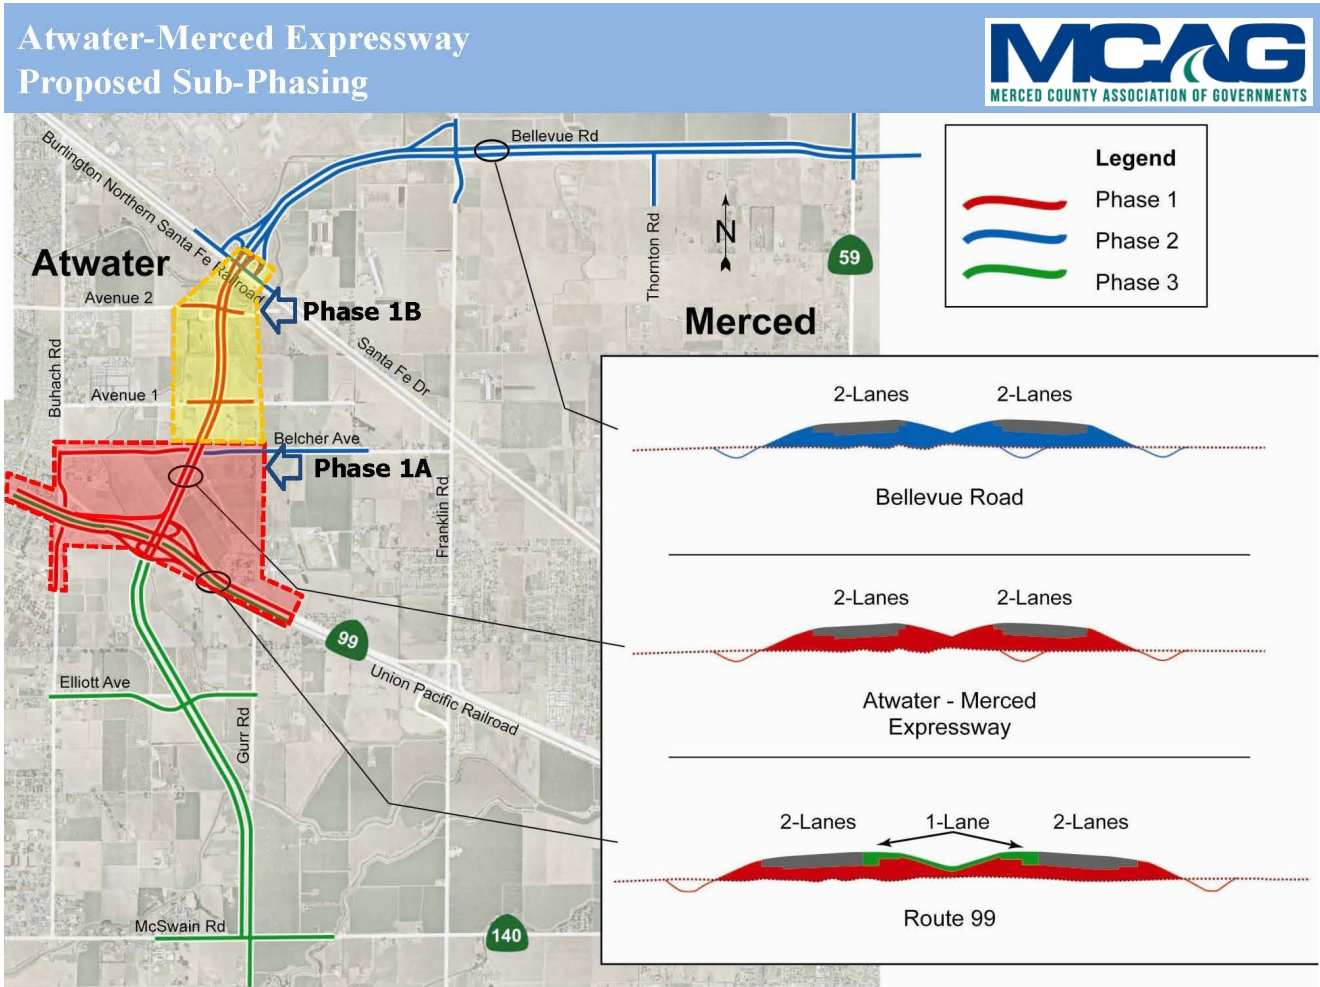 Atwater-Merced Expressway
Proposed Sub-Phasing
MCAG
MERCED COUNTY ASSOCIATION OF GOVERNMENTS
Legend
Phase 1
Phase 2
Phase 3
Burlington Northern Santa Fe Railroad
Bellevue Rd
N
59
Thornton Rd
Atwater
Merced
Avenue 2
Phase 1B
Santa Fe Dr
Buhach Rd
Avenue 1
Belcher Ave
Phase 1A
Franklin Rd
99
Union Pacific Railroad
Elliott Ave
Gurr Rd
McSwain Rd
140
2-Lanes
2-Lanes
Bellevue Road
2-Lanes
2-Lanes
Atwater - Merced
Expressway
2-Lanes
1-Lane
2-Lanes
Route 99